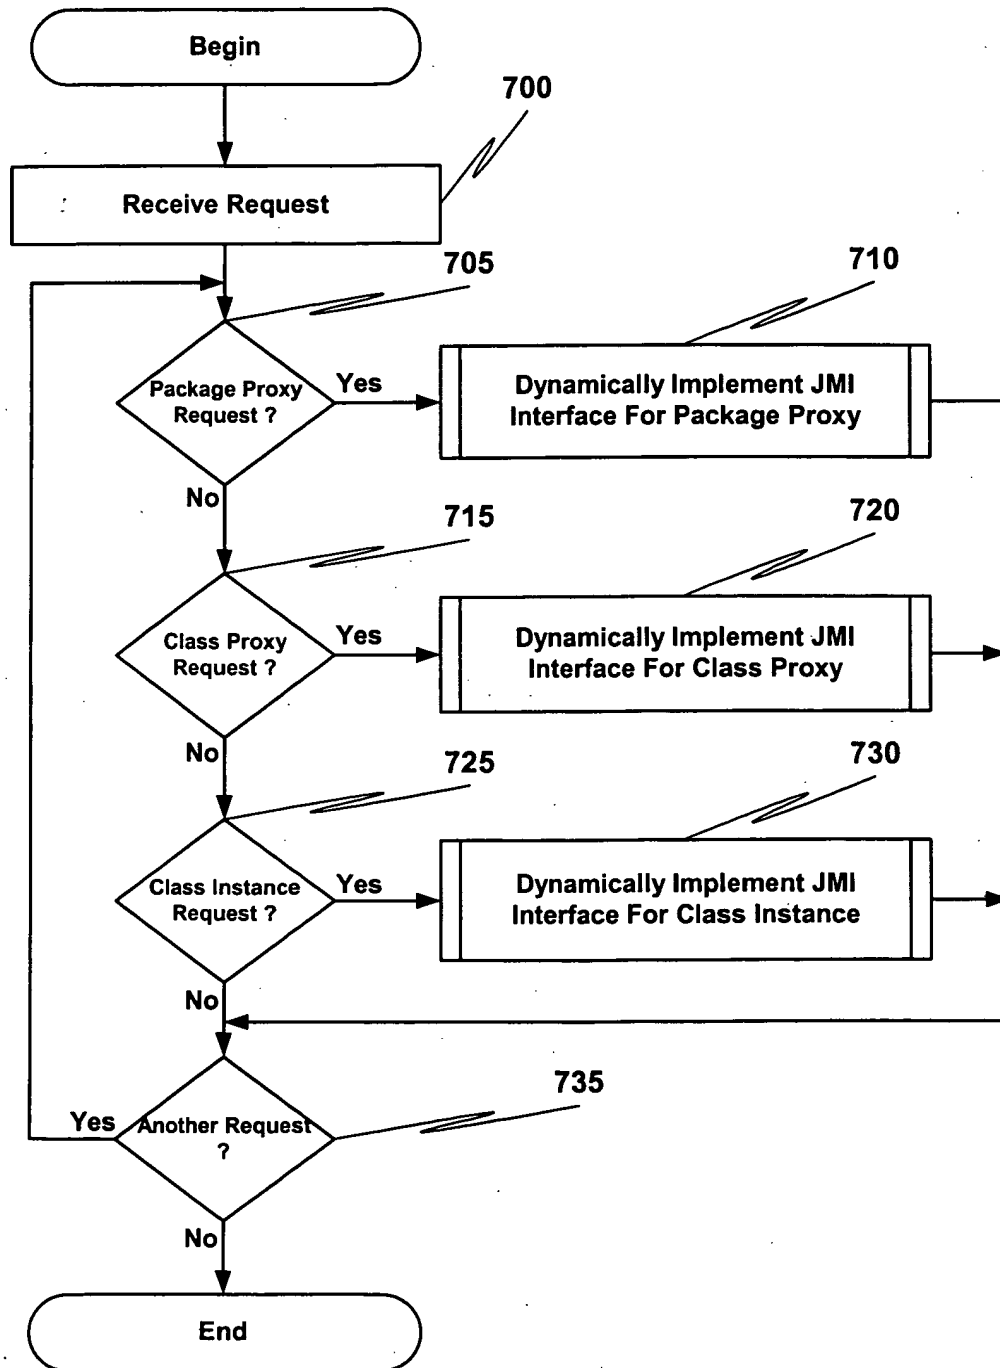 Begin
700
Receive Request
705
710
Package Proxy
Request ?
Yes
Dynamically Implement JMI
Interface For Package Proxy
No
715
720
Class Proxy
Request ?
Yes
Dynamically Implement JMI
Interface For Class Proxy
No
725
730
Class Instance
Request ?
Yes
Dynamically Implement JMI
Interface For Class Instance
No
735
Yes
Another Request
?
No
End